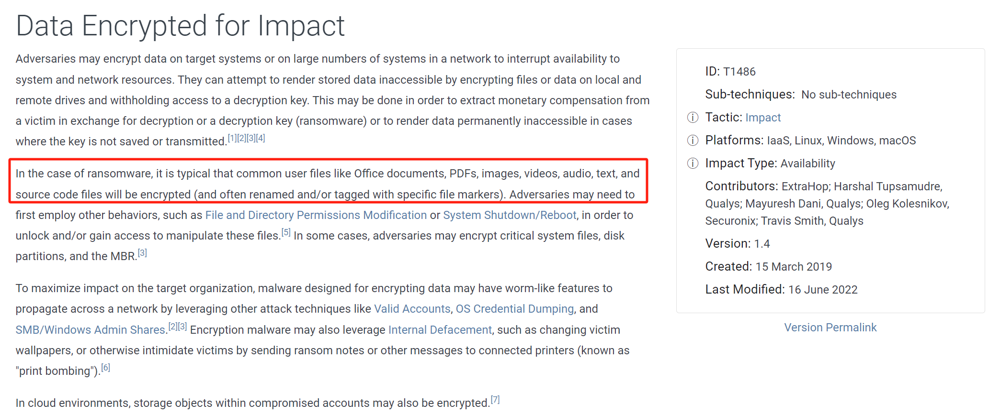 Data Encrypted for Impact
Adversaries may encrypt data on target systems or on large numbers of systems in a network to interrupt availability to
system and network resources. They can attempt to render stored data inaccessible by encrypting files or data on local and
remote drives and withholding access to a decryption key. This may be done in order to extract monetary compensation from
a victim in exchange for decryption or a decryption key (ransomware) or to render data permanently inaccessible in cases
where the key is not saved or transmitted.[1][2][3][4]
In the case of ransomware, it is typical that common user files like Office documents, PDFs, images, videos, audio, text, and
source code files will be encrypted (and often renamed and/or tagged with specific file markers). Adversaries may need to
first employ other behaviors, such as File and Directory Permissions Modification or System Shutdown/Reboot, in order to
unlock and/or gain access to manipulate these files.[5] In some cases, adversaries may encrypt critical system files, disk
partitions, and the MBR.[3]
To maximize impact on the target organization, malware designed for encrypting data may have worm-like features to
propagate across a network by leveraging other attack techniques like Valid Accounts, OS Credential Dumping, and
SMB/Windows Admin Shares.[2][3] Encryption malware may also leverage Internal Defacement, such as changing victim
wallpapers, or otherwise intimidate victims by sending ransom notes or other messages to connected printers (known as
"print bombing").[6]
In cloud environments, storage objects within compromised accounts may also be encrypted.[7]
ID: T1486
Sub-techniques: No sub-techniques
Tactic: Impact
Platforms: IaaS, Linux, Windows, macOS
Impact Type: Availability
Contributors: ExtraHop; Harshal Tupsamudre,
Qualys; Mayuresh Dani, Qualys; Oleg Kolesnikov,
Securonix; Travis Smith, Qualys
Version: 1.4
Created: 15 March 2019
Last Modified: 16 June 2022
Version Permalink